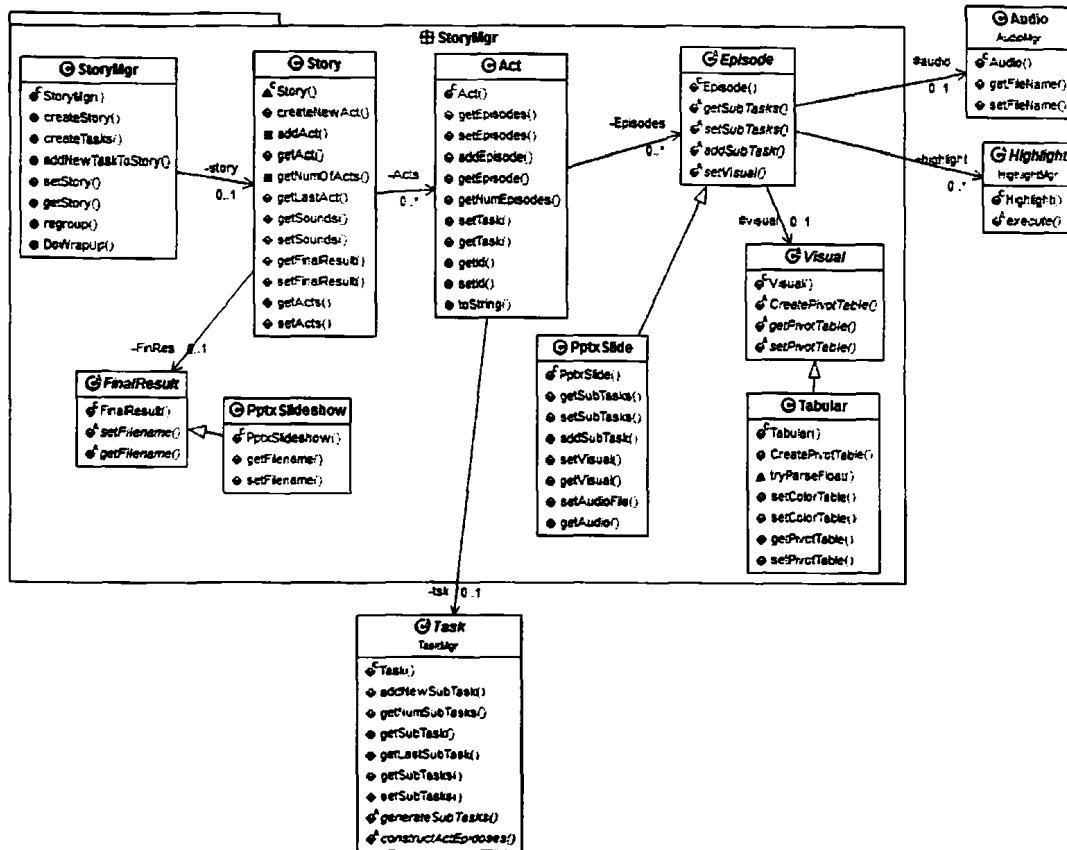 StoryMgr
StoryMgr
StoryMgr()
createStory()
createTasks()
addNewTaskToStory()
setStory()
getStory()
regroup()
DoWrapUp()
-story
0..1
Story
Story()
createNewAct()
addAct()
getAct()
getNumOfActs()
getLastAct()
getSounds()
setSounds()
getFinalResult()
setFinalResult()
getActs()
setActs()
-Acts
0..*
Act
Act()
getEpisodes()
setEpisodes()
addEpisode()
getEpisode()
getNumEpisodes()
setTask()
getTask()
getId()
setId()
toString()
-Episodes
0..*
Episode
Episode()
getSubTasks()
setSubTasks()
addSubTask()
setVisual()
#audio
0..1
Audio
AudioMgr
Audio()
getFileName()
setFileName()
#highlight
0..*
Highlight
HighlightMgr
Highlight()
execute()
#visual 0..1
Visual
Visual()
CreatePivotTable()
getPivotTable()
setPivotTable()
-FinRes 0..1
FinalResult
FinalResult()
setFilename()
getFilename()
PptxSlideshow
PptxSlideshow()
getFilename()
setFilename()
PptxSlide
PptxSlide()
getSubTasks()
setSubTasks()
addSubTask()
setVisual()
getVisual()
setAudioFile()
getAudio()
Tabular
Tabular()
CreatePivotTable()
tryParseFloat()
setColorTable()
setColorTable()
getPivotTable()
setPivotTable()
-tsk 0..1
Task
TaskMgr
Task()
addNewSubTask()
getNumSubTasks()
getSubTask()
getLastSubTask()
getSubTasks()
setSubTasks()
generateSubTasks()
constructActEpidoses()